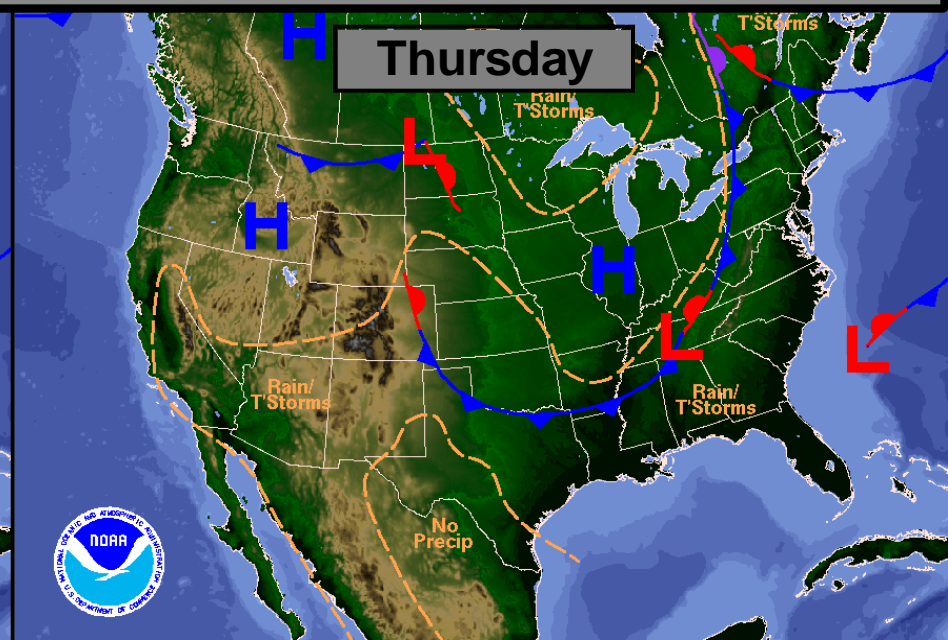 T'Storms
H
Thursday
Rain/
T'Storms
L
H
H
L
L
Rain/
T'Storms
Rain/
T'Storms
No
Precip
NOAA
NATIONAL OCEANIC AND ATMOSPHERIC ADMINISTRATION
U.S. DEPARTMENT OF COMMERCE